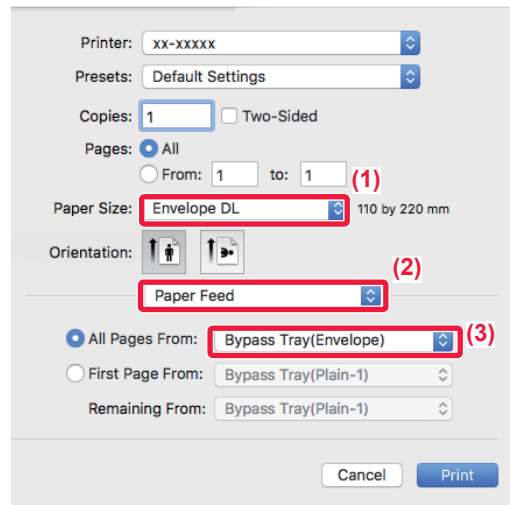 Printer: xx-xxxxx
Presets: Default Settings
Copies: 1 Two-Sided
Pages: All
From: 1 to: 1 (1)
Paper Size: Envelope DL 110 by 220 mm
Orientation:
(2)
Paper Feed
All Pages From: Bypass Tray(Envelope) (3)
First Page From: Bypass Tray(Plain-1)
Remaining From: Bypass Tray(Plain-1)
Cancel Print